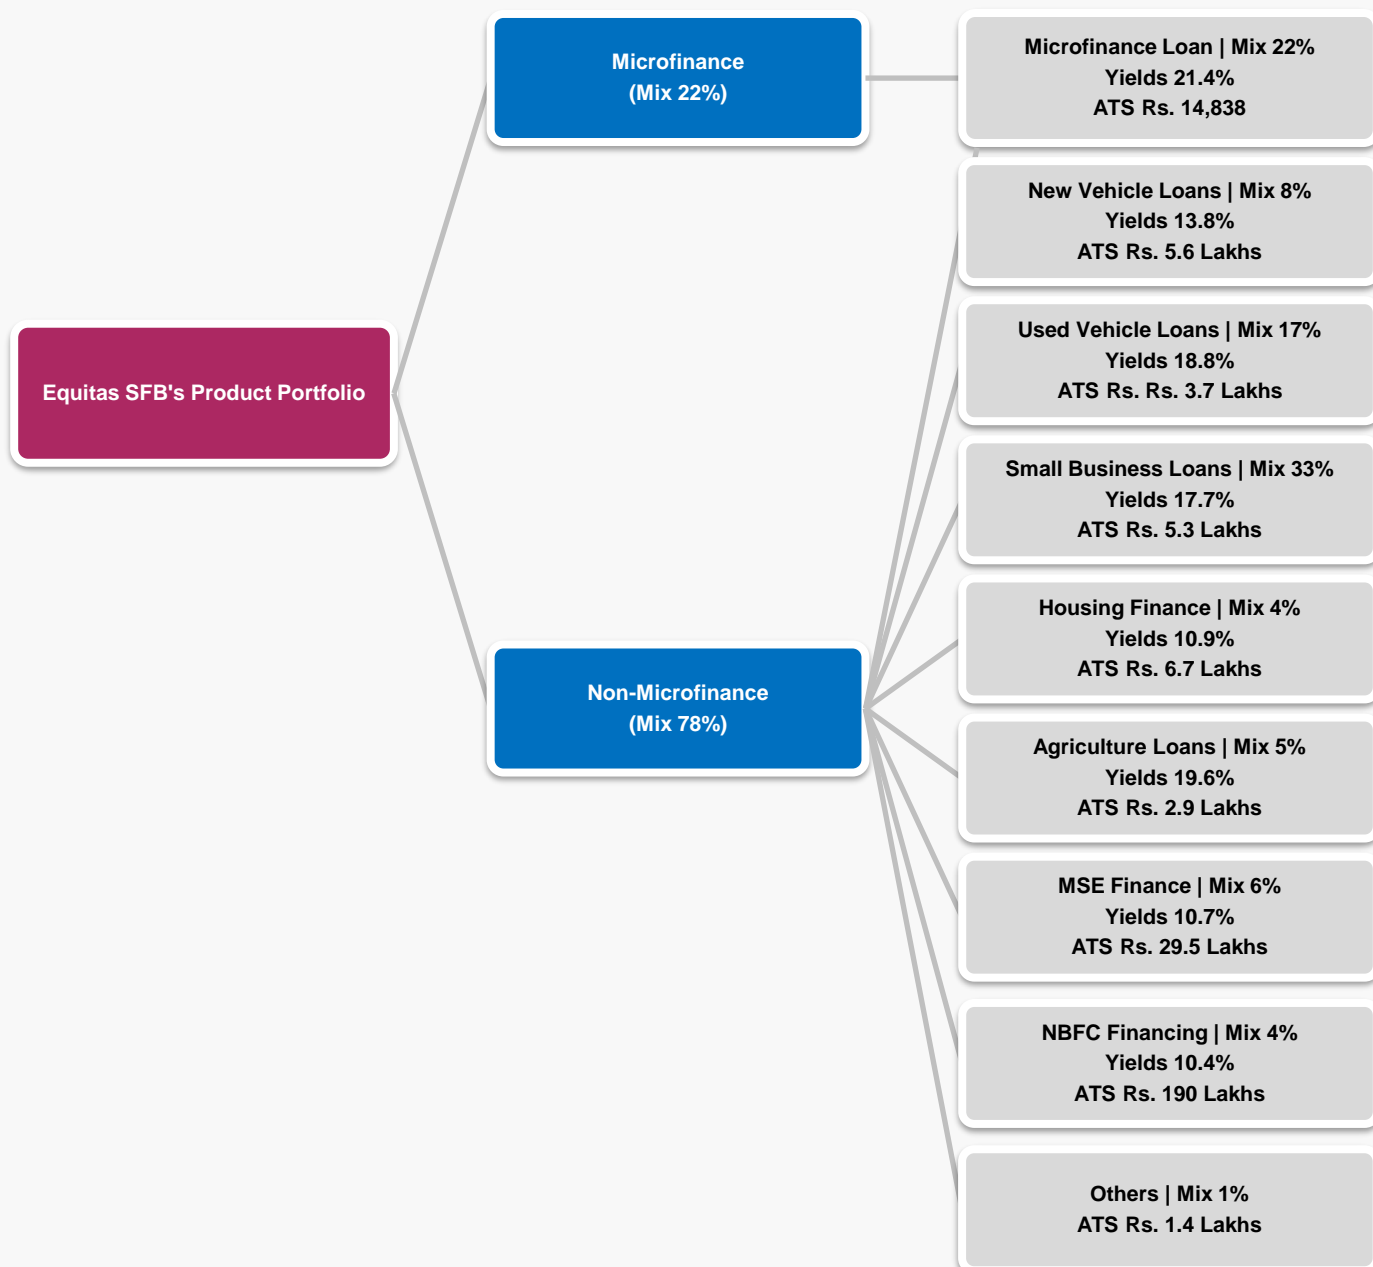 Equitas SFB's Product Portfolio
Microfinance
(Mix 22%)
Non-Microfinance
(Mix 78%)
Microfinance Loan | Mix 22%
Yields 21.4%
ATS Rs. 14,838
New Vehicle Loans | Mix 8%
Yields 13.8%
ATS Rs. 5.6 Lakhs
Used Vehicle Loans | Mix 17%
Yields 18.8%
ATS Rs. Rs. 3.7 Lakhs
Small Business Loans | Mix 33%
Yields 17.7%
ATS Rs. 5.3 Lakhs
Housing Finance | Mix 4%
Yields 10.9%
ATS Rs. 6.7 Lakhs
Agriculture Loans | Mix 5%
Yields 19.6%
ATS Rs. 2.9 Lakhs
MSE Finance | Mix 6%
Yields 10.7%
ATS Rs. 29.5 Lakhs
NBFC Financing | Mix 4%
Yields 10.4%
ATS Rs. 190 Lakhs
Others | Mix 1%
ATS Rs. 1.4 Lakhs